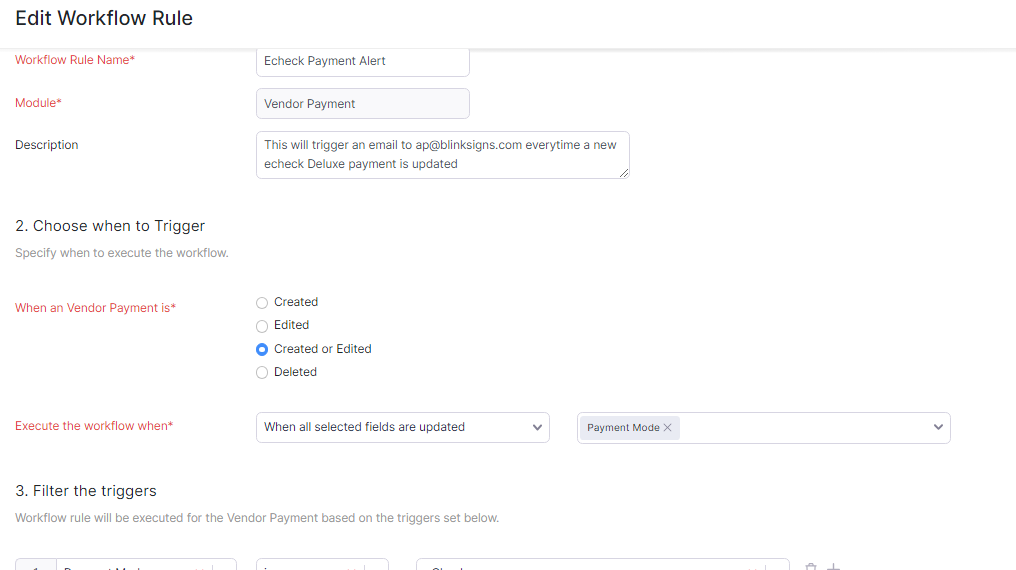 Edit Workflow Rule
Workflow Rule Name*
Echeck Payment Alert
Module*
Vendor Payment
Description
This will trigger an email to ap@blinksigns.com everytime a new
echeck Deluxe payment is updated
2. Choose when to Trigger
Specify when to execute the workflow.
When an Vendor Payment is*
Created
Edited
Created or Edited
Deleted
Execute the workflow when*
When all selected fields are updated
Payment Mode
3. Filter the triggers
Workflow rule will be executed for the Vendor Payment based on the triggers set below.